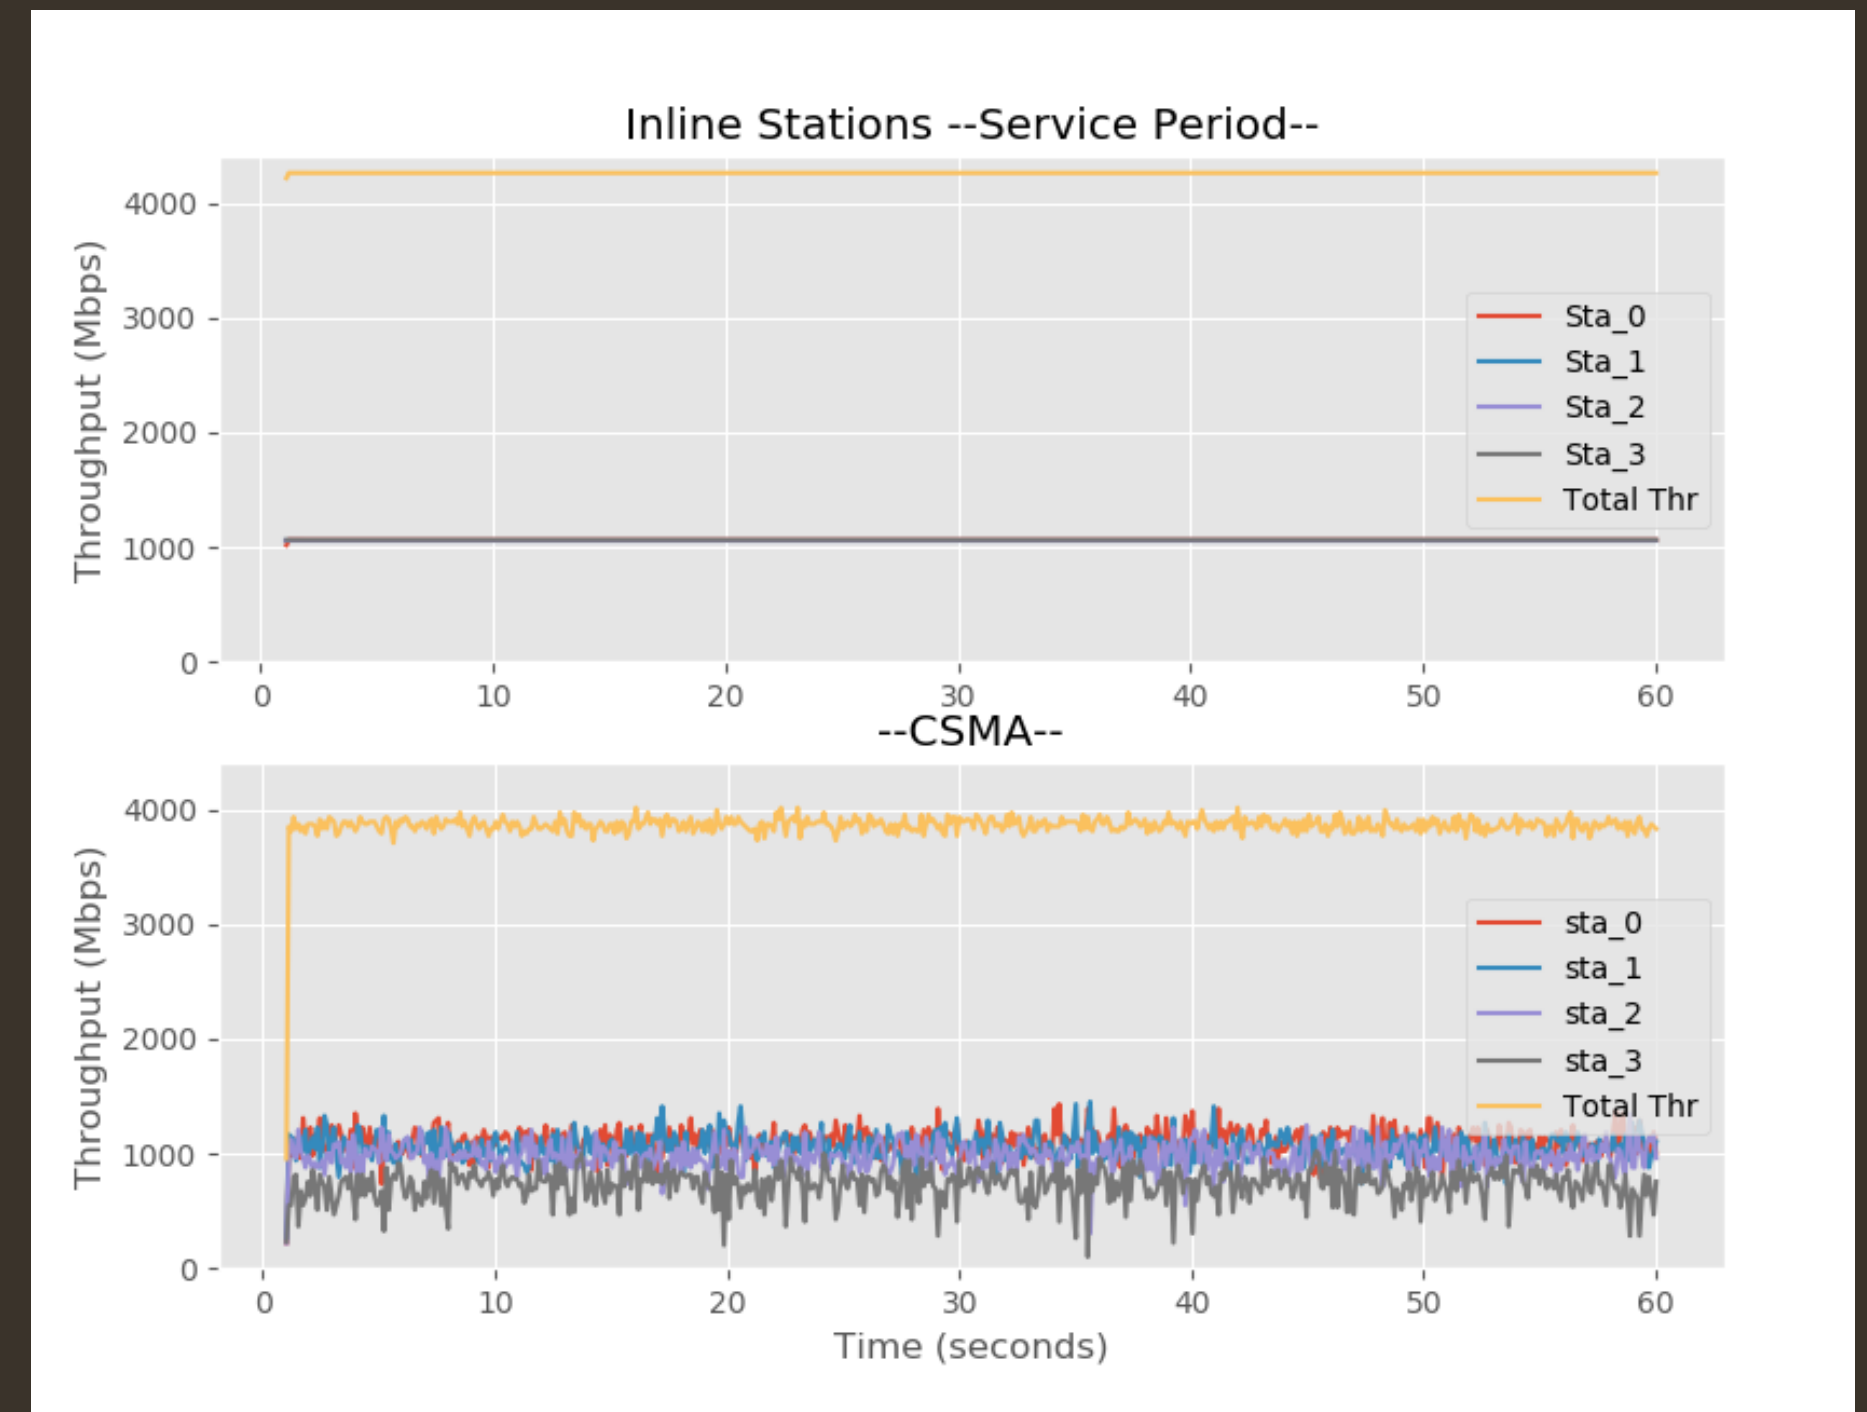 Inline Stations --Service Period--
Throughput (Mbps)
4000
3000
2000
1000
0
Sta_0
Sta_1
Sta_2
Sta_3
Total Thr
0 10 20 30 40 50 60
--CSMA--
Throughput (Mbps)
4000
3000
2000
1000
0
sta_0
sta_1
sta_2
sta_3
Total Thr
0 10 20 30 40 50 60
Time (seconds)